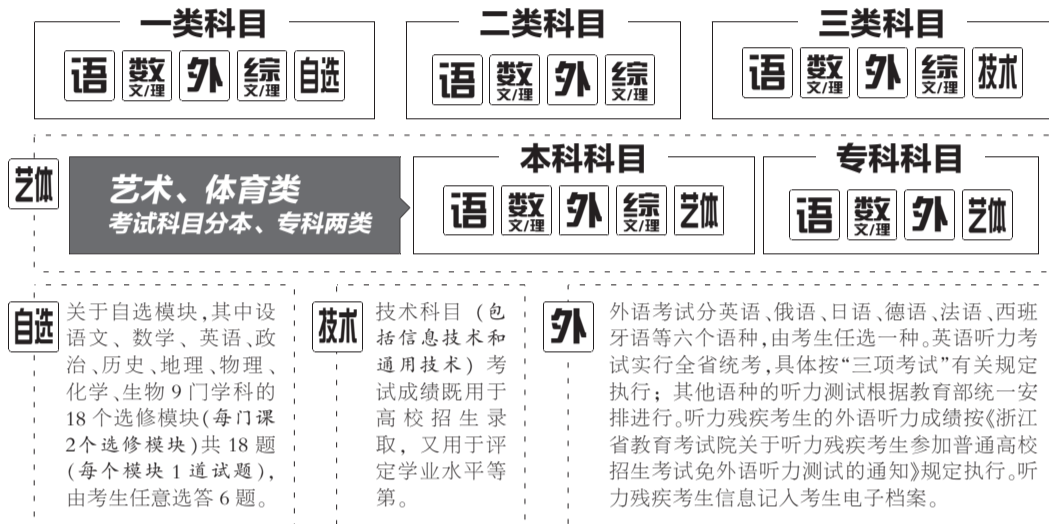 一类科目
语 数 文/理 外 综 文/理 自选
二类科目
语 数 文/理 外 综 文/理
三类科目
语 数 文/理 外 综 文/理 技术
艺体
艺术、体育类
考试科目分本、专科两类
本科科目
语 数 文/理 外 综 文/理 艺体
专科科目
语 数 文/理 外 艺体
自选
关于自选模块,其中设
语文、数学、英语、政
治、历史、地理、物理、
化学、生物9门学科的
18个选修模块(每门课
2个选修模块)共18题
(每个模块1道试题),
由考生任意选答6题。
技术
技术科目(包
括信息技术和
通用技术)考
试成绩既用于
高校招生录
取,又用于评
定学业水平等
第。
外
外语考试分英语、俄语、日语、德语、法语、西班
牙语等六个语种,由考生任选一种。英语听力考
试实行全省统考,具体按“三项考试”有关规定
执行;其他语种的听力测试根据教育部统一安
排进行。听力残疾考生的外语听力成绩按《浙江
省教育考试院关于听力残疾考生参加普通高校
招生考试免外语听力测试的通知》规定执行。听
力残疾考生信息记入考生电子档案。